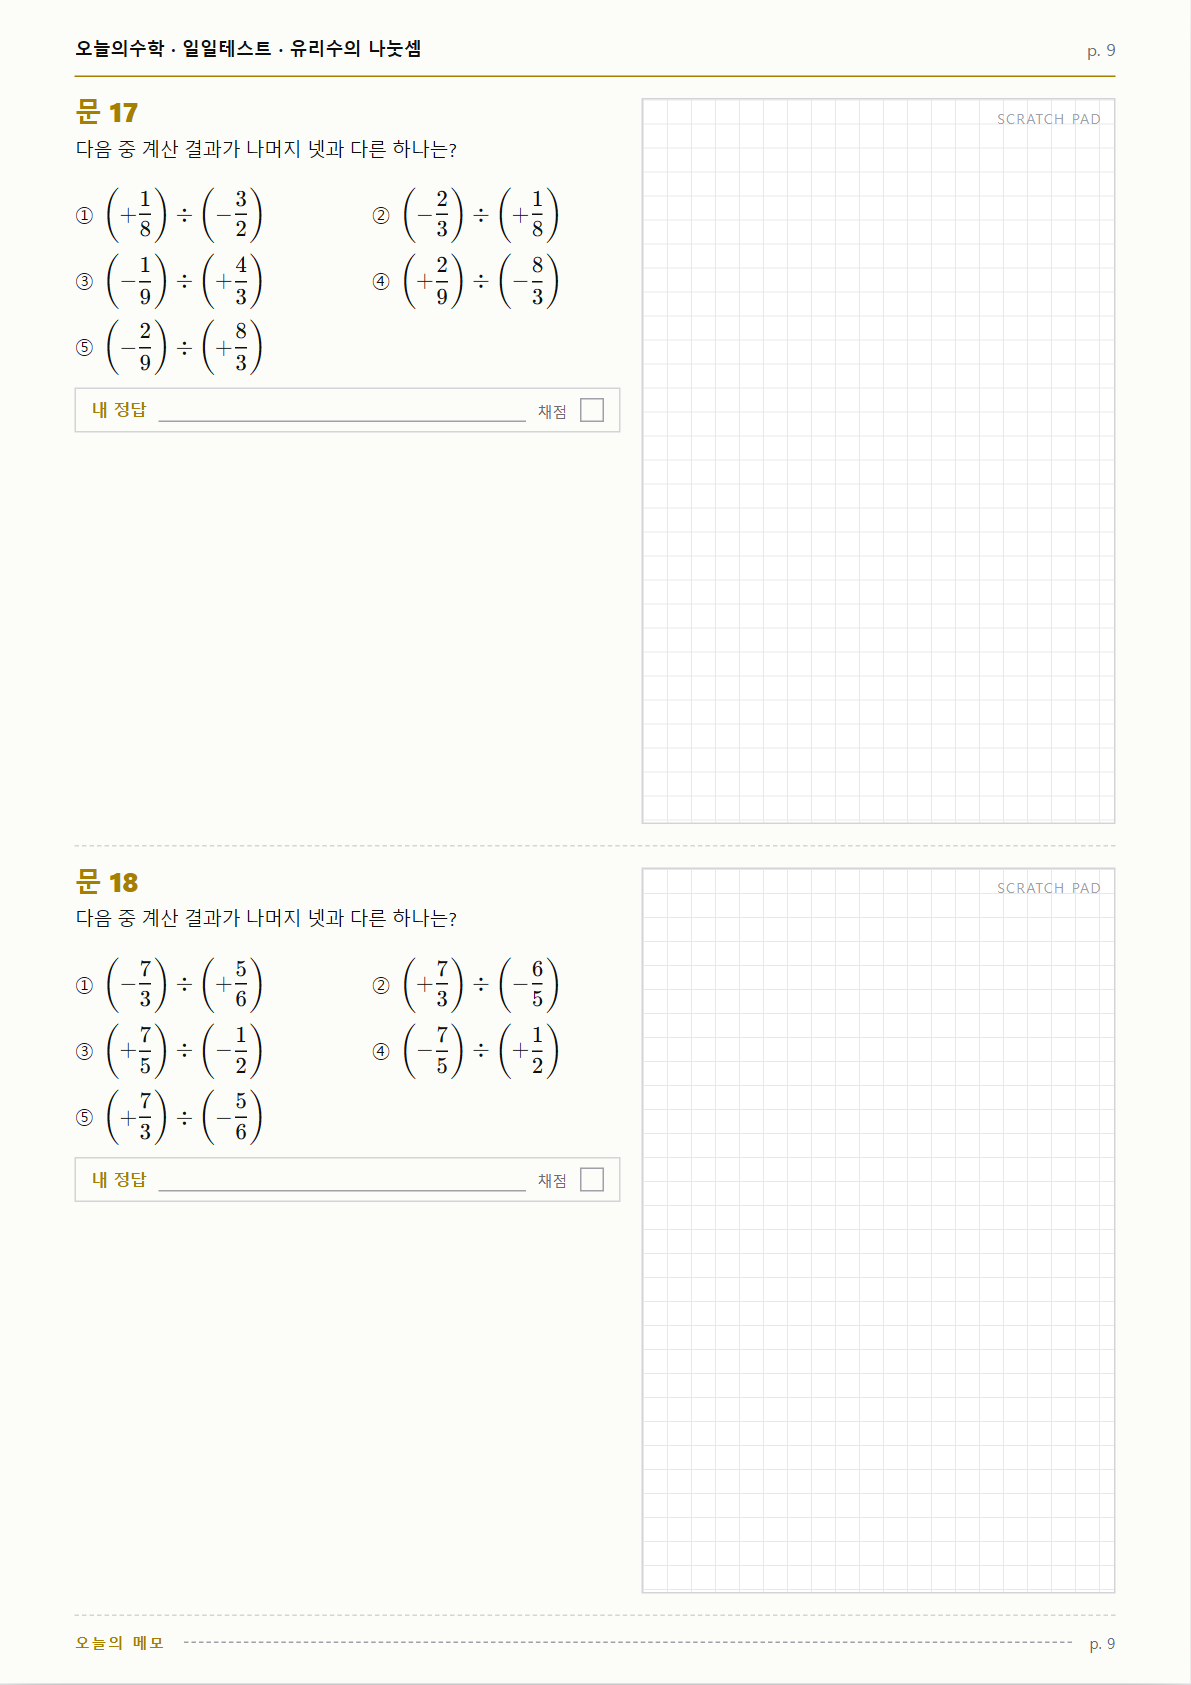 오늘의수학 · 일일테스트 · 유리수의 나눗셈 p. 9
문 17
다음 중 계산 결과가 나머지 넷과 다른 하나는?
① (+1/8) ÷ (−3/2) ② (−2/3) ÷ (+1/8)
③ (−1/9) ÷ (+4/3) ④ (+2/9) ÷ (−8/3)
⑤ (−2/9) ÷ (+8/3)
내 정답 채점
SCRATCH PAD
문 18
다음 중 계산 결과가 나머지 넷과 다른 하나는?
① (−7/3) ÷ (+5/6) ② (+7/3) ÷ (−6/5)
③ (+7/5) ÷ (−1/2) ④ (−7/5) ÷ (+1/2)
⑤ (+7/3) ÷ (−5/6)
내 정답 채점
SCRATCH PAD
오늘의 메모 p. 9